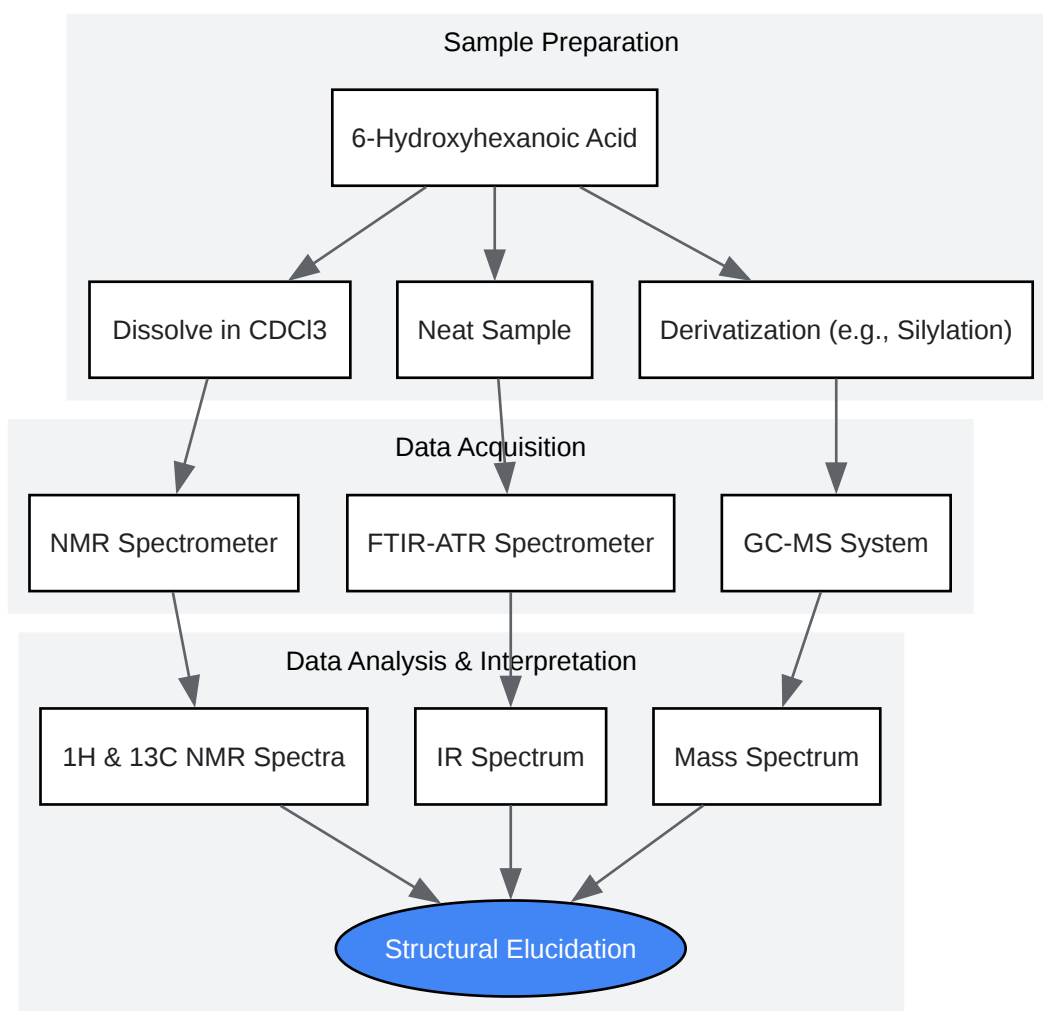 Sample Preparation
6-Hydroxyhexanoic Acid
Dissolve in CDCl3
Neat Sample
Derivatization (e.g., Silylation)
Data Acquisition
NMR Spectrometer
FTIR-ATR Spectrometer
GC-MS System
Data Analysis & Interpretation
1H & 13C NMR Spectra
IR Spectrum
Mass Spectrum
Structural Elucidation